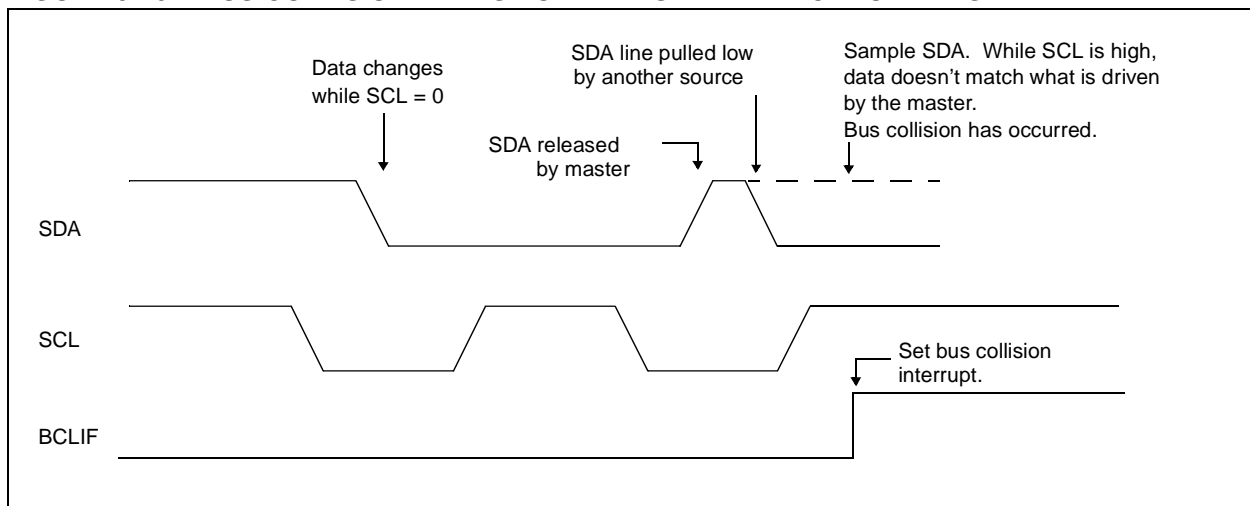 Data changes
while SCL = 0
SDA line pulled low
by another source
Sample SDA. While SCL is high,
data doesn't match what is driven
by the master.
Bus collision has occurred.
SDA released
by master
SDA
SCL
Set bus collision
interrupt.
BCLIF